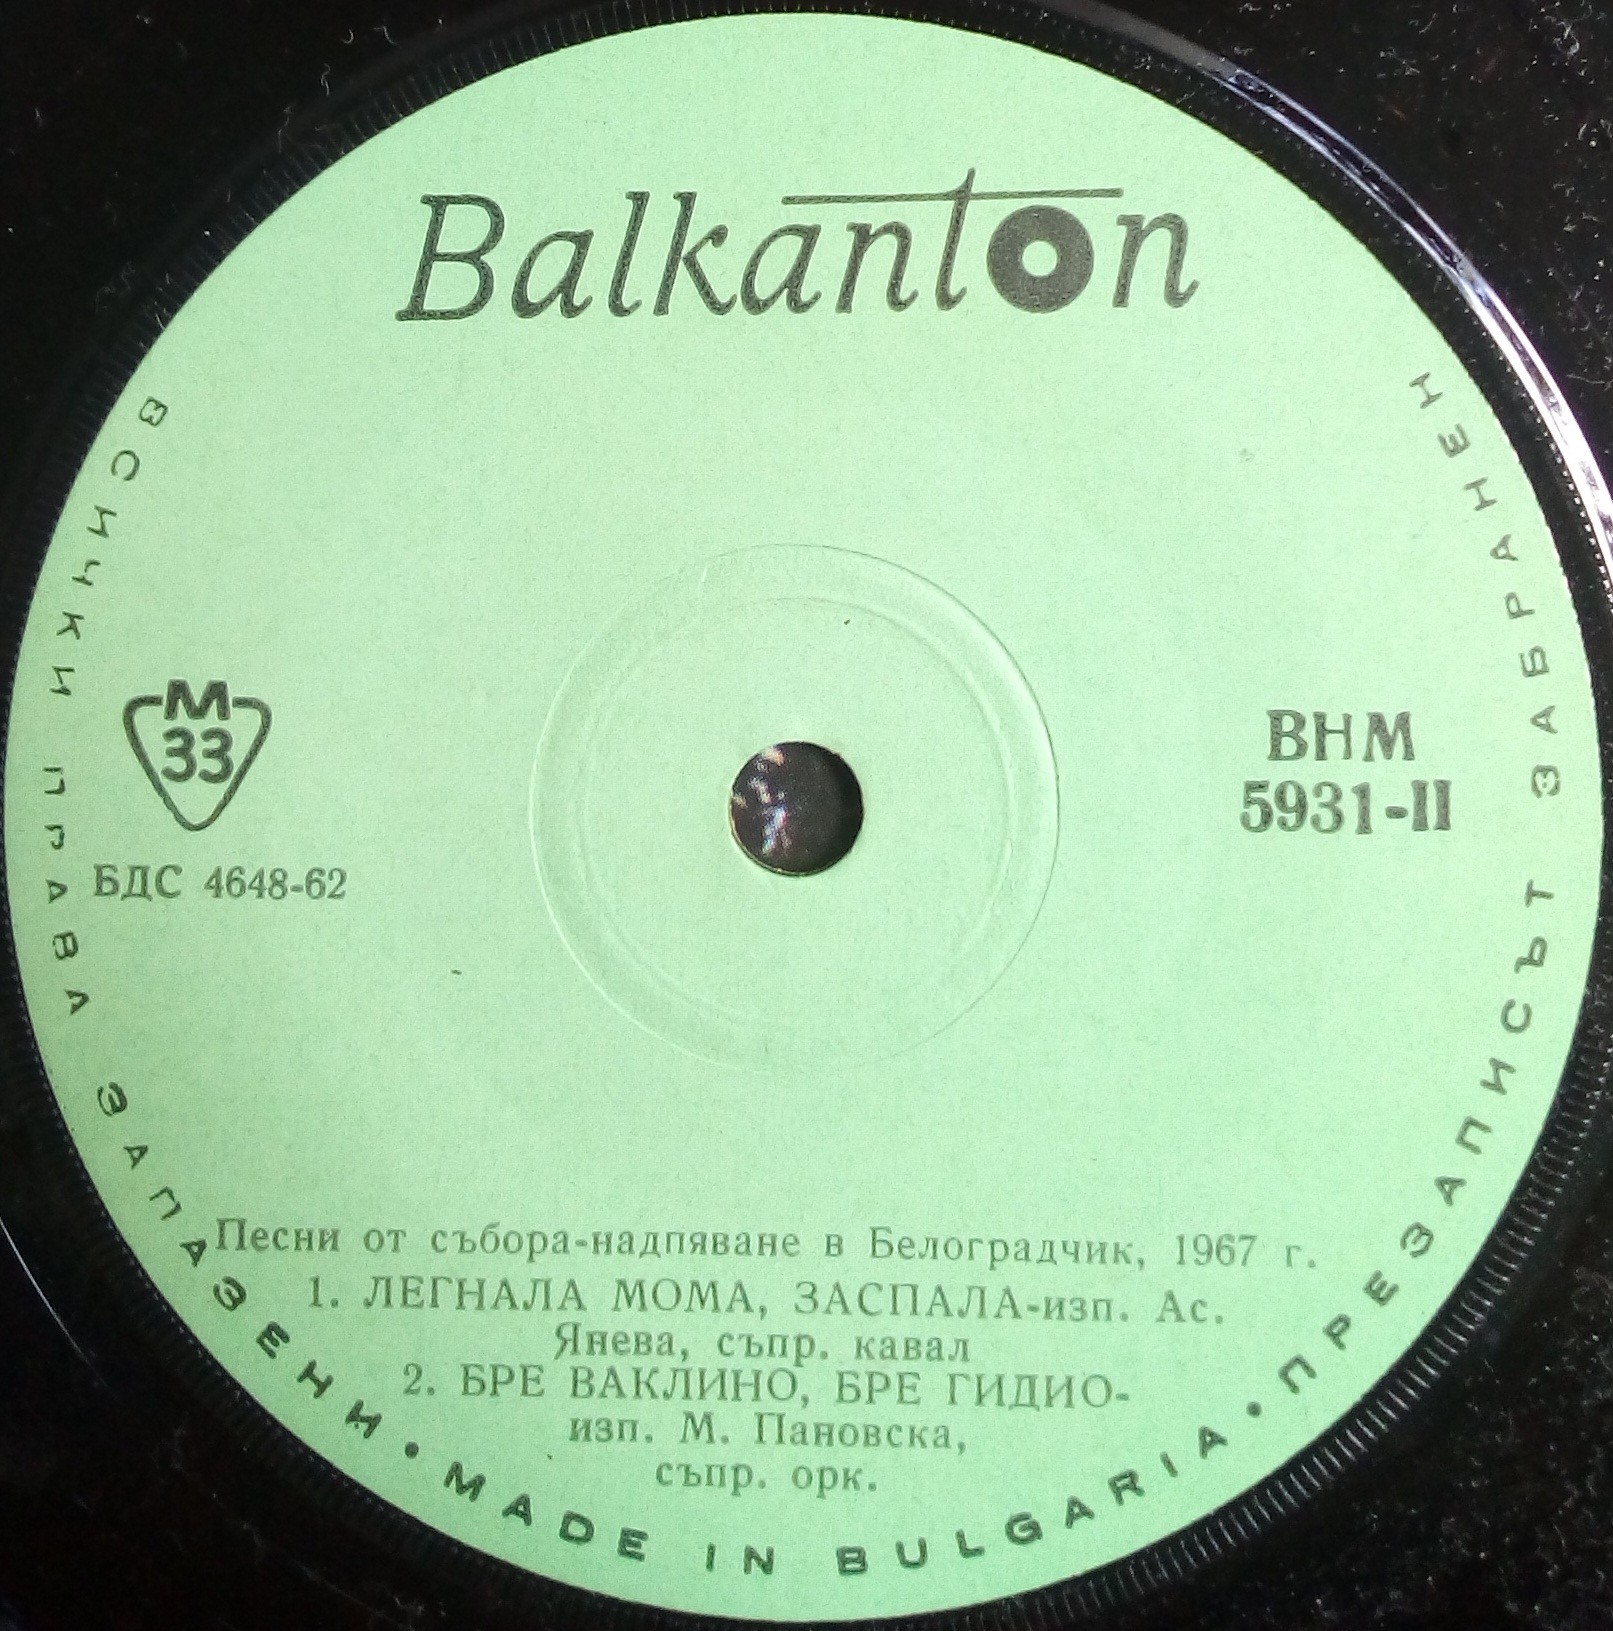 Balkanton
М
33
БДС 4648-62
ВНМ
5931-II
Песни от събора-надпяване в Белоградчик, 1967 г.
1. ЛЕГНАЛА МОМА, ЗАСПАЛА-изп. Ас.
Янева, съпр. кавал
2. БРЕ ВАКЛИНО, БРЕ ГИДИО-
изп. М. Пановска,
съпр. орк.
ВСИЧКИ ПРАВА ЗАПАЗЕНИ • MADE IN BULGARIA • ПРЕЗАПИСЪТ ЗАБРАНЕН